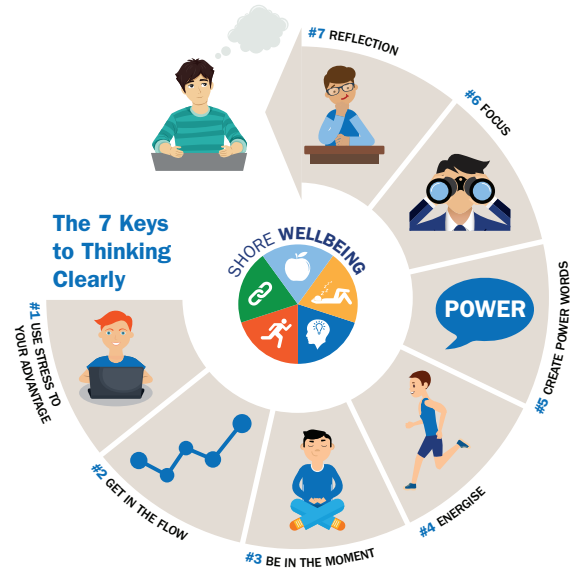 The 7 Keys
to Thinking
Clearly
SHORE WELLBEING
#1 USE STRESS TO
YOUR ADVANTAGE
#2 GET IN THE FLOW
#3 BE IN THE MOMENT
#4 ENERGISE
#5 CREATE POWER WORDS
POWER
#6 FOCUS
#7 REFLECTION